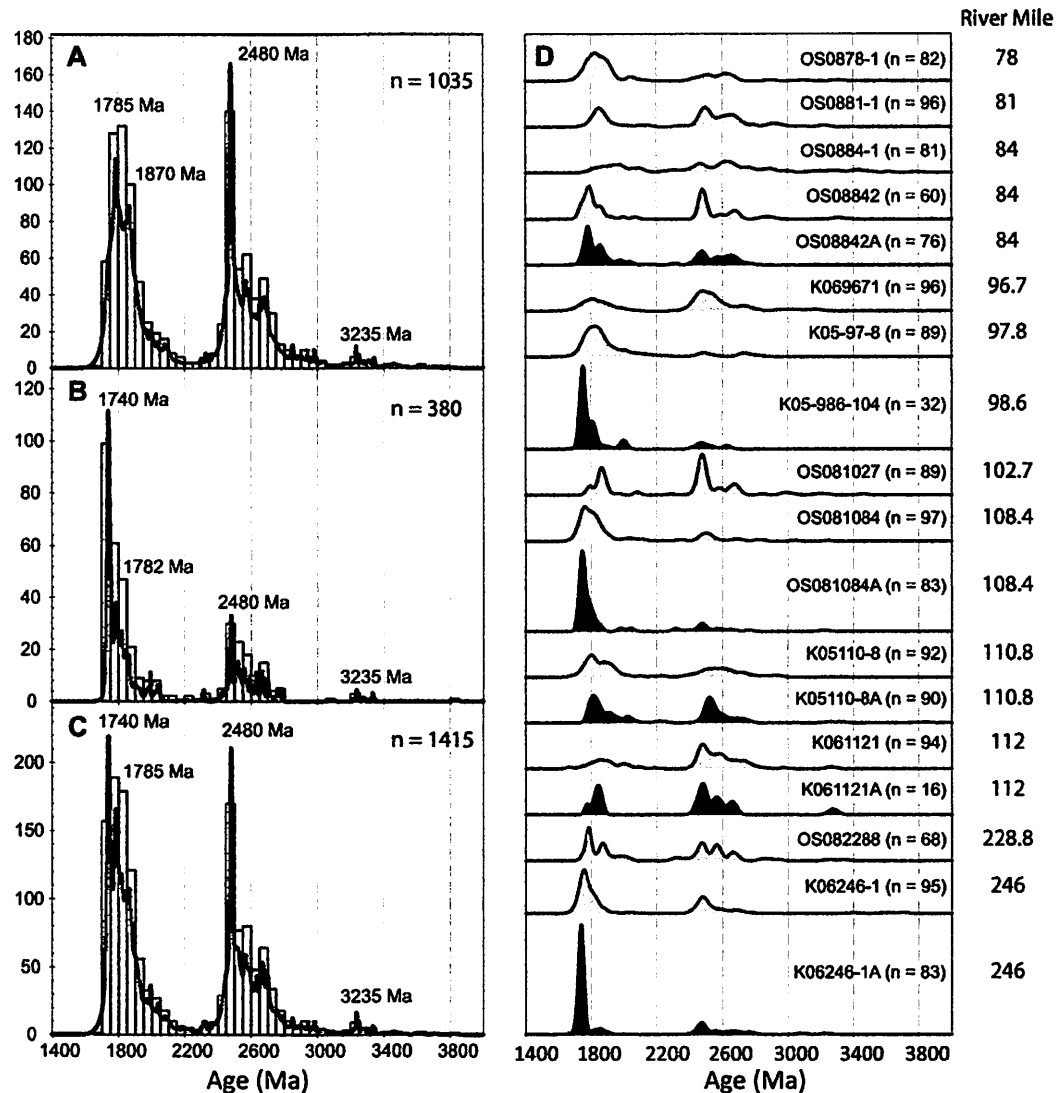 River Mile
A
2480 Ma
n = 1035
1785 Ma
1870 Ma
3235 Ma
180
160
140
120
100
80
60
40
20
0
B
1740 Ma
n = 380
1782 Ma
2480 Ma
3235 Ma
120
100
80
60
40
20
0
C
1740 Ma
2480 Ma
n = 1415
1785 Ma
3235 Ma
200
150
100
50
0
1400 1800 2200 2600 3000 3400 3800
Age (Ma)
D
OS0878-1 (n = 82) 78
OS0881-1 (n = 96) 81
OS0884-1 (n = 81) 84
OS08842 (n = 60) 84
OS08842A (n = 76) 84
K069671 (n = 96) 96.7
K05-97-8 (n = 89) 97.8
K05-986-104 (n = 32) 98.6
OS081027 (n = 89) 102.7
OS081084 (n = 97) 108.4
OS081084A (n = 83) 108.4
K05110-8 (n = 92) 110.8
K05110-8A (n = 90) 110.8
K061121 (n = 94) 112
K061121A (n = 16) 112
OS082288 (n = 68) 228.8
K06246-1 (n = 95) 246
K06246-1A (n = 83) 246
1400 1800 2200 2600 3000 3400 3800
Age (Ma)